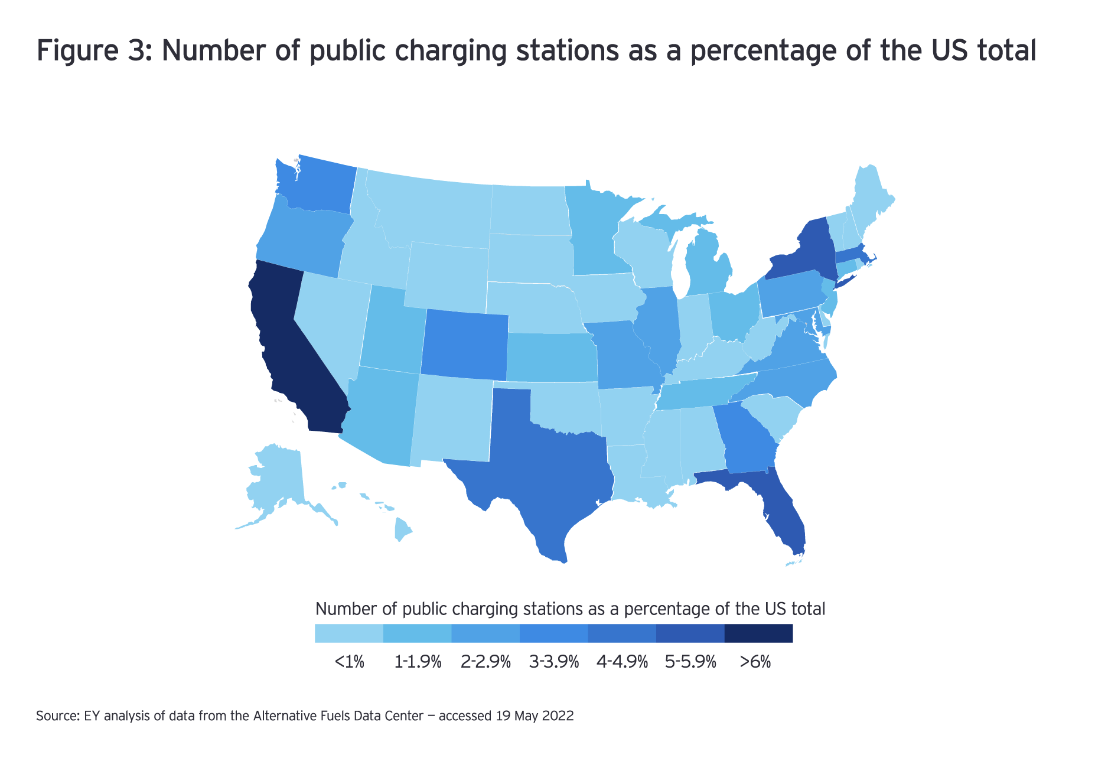 Figure 3: Number of public charging stations as a percentage of the US total
Number of public charging stations as a percentage of the US total
<1% 1-1.9% 2-2.9% 3-3.9% 4-4.9% 5-5.9% >6%
Source: EY analysis of data from the Alternative Fuels Data Center – accessed 19 May 2022